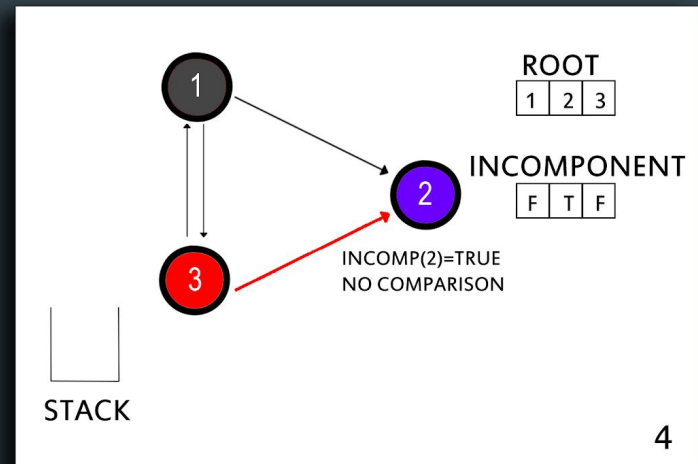 1
ROOT
1 2 3
2
INCOMPONENT
F T F
INCOMP(2)=TRUE
NO COMPARISON
3
STACK
4